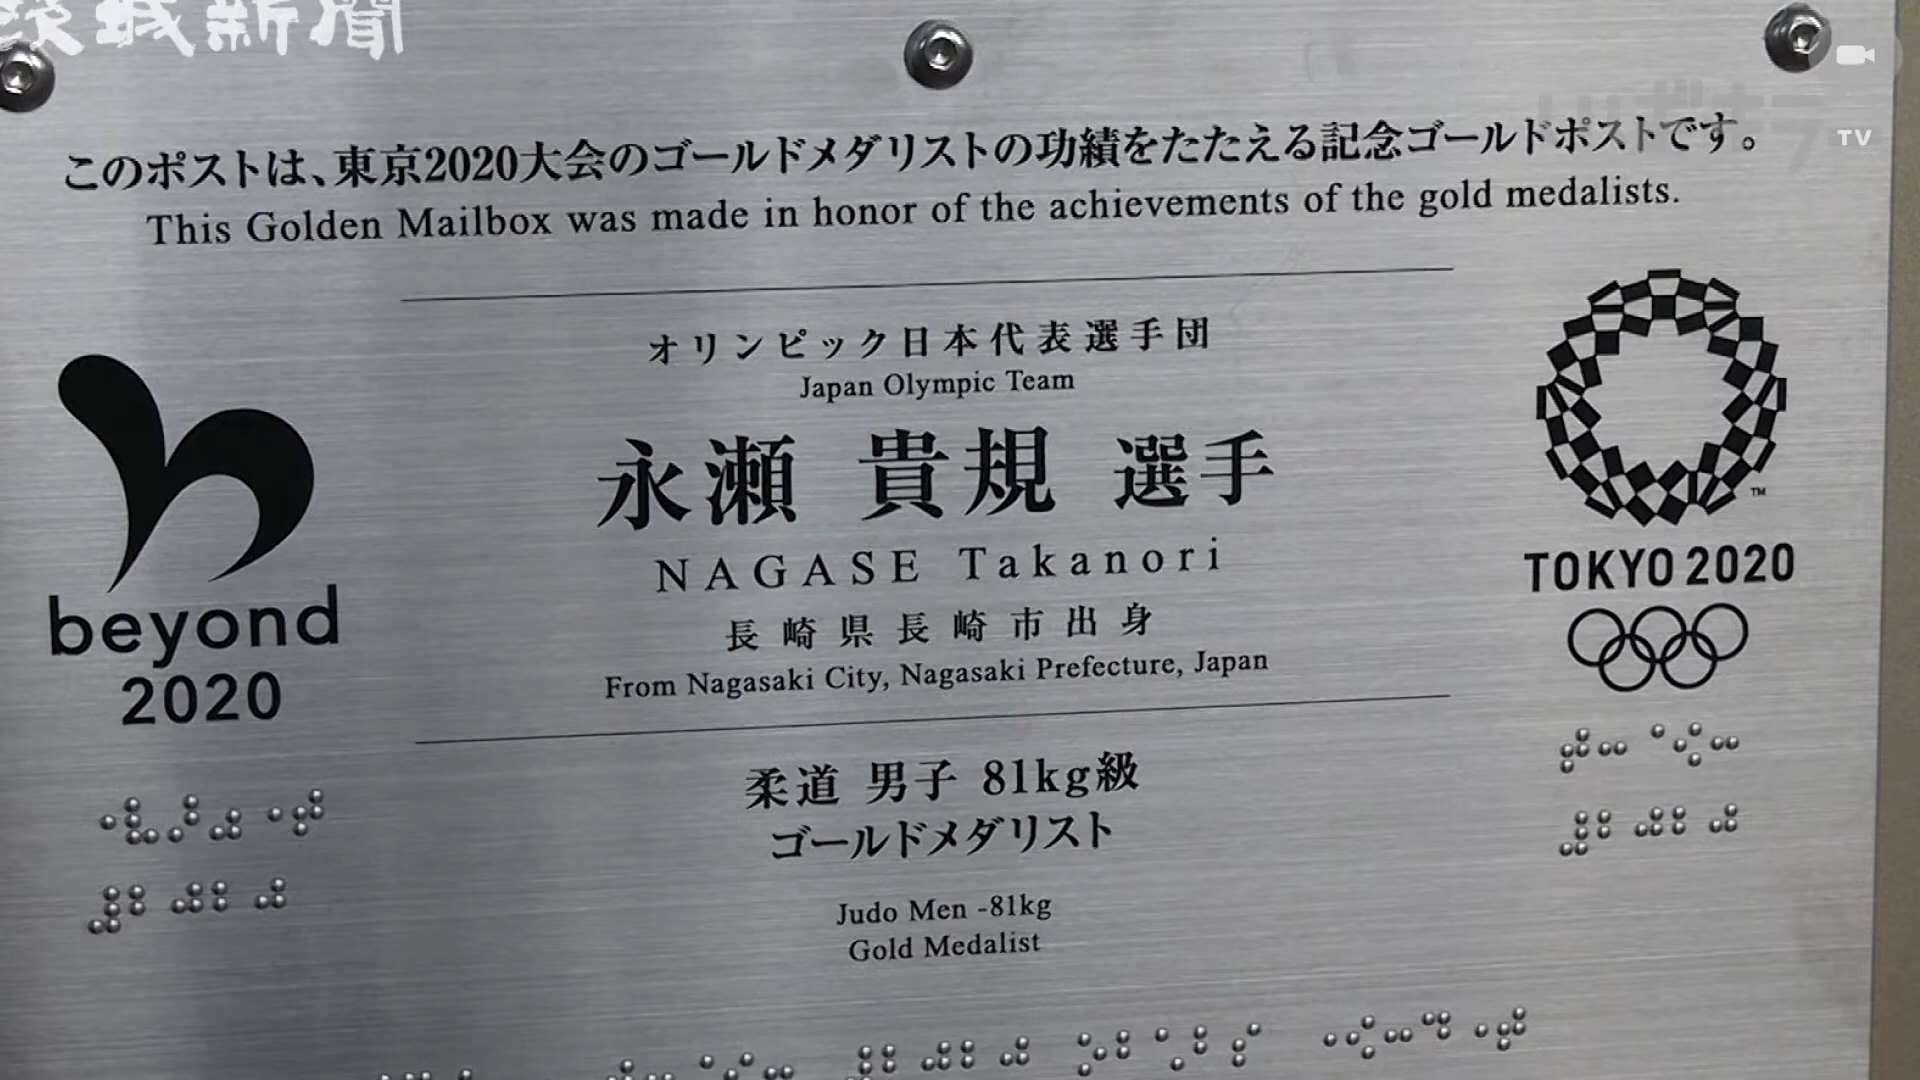 茨城新聞
TV
このポストは、東京2020大会のゴールドメダリストの功績をたたえる記念ゴールドポストです。
This Golden Mailbox was made in honor of the achievements of the gold medalists.
オリンピック日本代表選手団
Japan Olympic Team
永瀬 貴規 選手
NAGASE Takanori
長崎県長崎市出身
From Nagasaki City, Nagasaki Prefecture, Japan
beyond
2020
TM
TOKYO 2020
柔道 男子 81kg級
ゴールドメダリスト
Judo Men -81kg
Gold Medalist